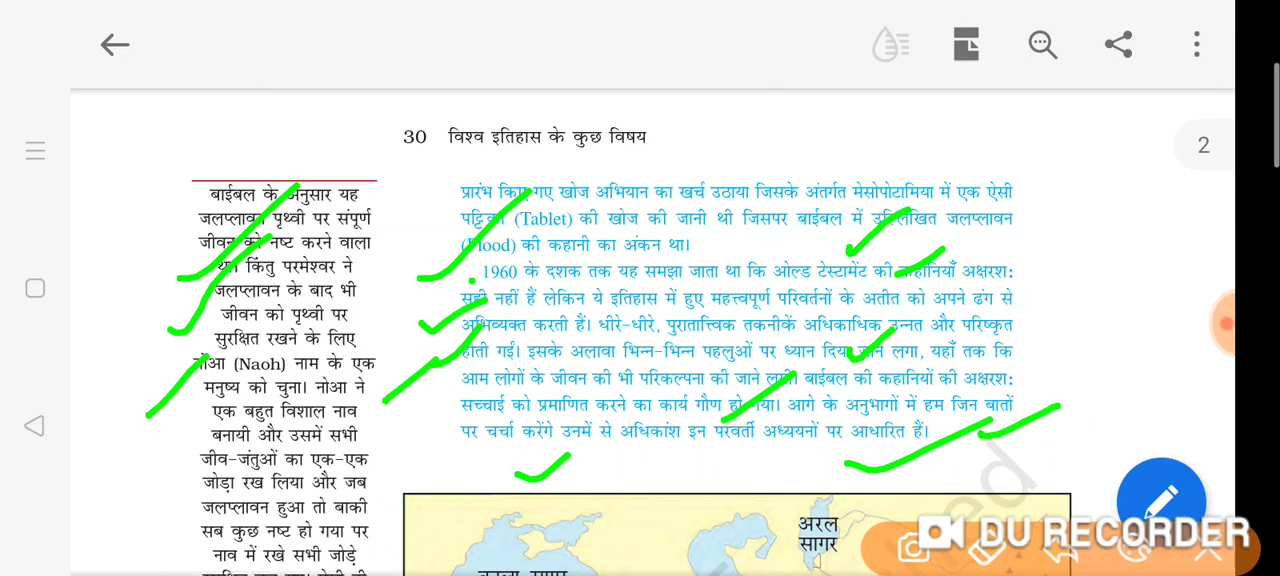 30 विश्व इतिहास के कुछ विषय
2
बाईबल के अनुसार यह
जलप्लावन पृथ्वी पर संपूर्ण
जीवन को नष्ट करने वाला
था। किंतु परमेश्वर ने
जलप्लावन के बाद भी
जीवन को पृथ्वी पर
सुरक्षित रखने के लिए
नोआ (Naoh) नाम के एक
मनुष्य को चुना। नोआ ने
एक बहुत विशाल नाव
बनायी और उसमें सभी
जीव-जंतुओं का एक-एक
जोड़ा रख लिया और जब
जलप्लावन हुआ तो बाकी
सब कुछ नष्ट हो गया पर
नाव में रखे सभी जोड़े
प्रारंभ किए गए खोज अभियान का खर्च उठाया जिसके अंतर्गत मेसोपोटामिया में एक ऐसी
पट्टिका (Tablet) की खोज की जानी थी जिसपर बाईबल में उल्लिखित जलप्लावन
(Flood) की कहानी का अंकन था।
1960 के दशक तक यह समझा जाता था कि ओल्ड टेस्टामेंट की कहानियाँ अक्षरश:
सही नहीं हैं लेकिन ये इतिहास में हुए महत्त्वपूर्ण परिवर्तनों के अतीत को अपने ढंग से
अभिव्यक्त करती हैं। धीरे-धीरे, पुरातात्त्विक तकनीकें अधिकाधिक उन्नत और परिष्कृत
होती गईं। इसके अलावा भिन्न-भिन्न पहलुओं पर ध्यान दिया जाने लगा, यहाँ तक कि
आम लोगों के जीवन की भी परिकल्पना की जाने लगी। बाईबल की कहानियों की अक्षरश:
सच्चाई को प्रमाणित करने का कार्य गौण हो गया। आगे के अनुभागों में हम जिन बातों
पर चर्चा करेंगे उनमें से अधिकांश इन परवर्ती अध्ययनों पर आधारित हैं।
अरल
सागर
DU RECORDER